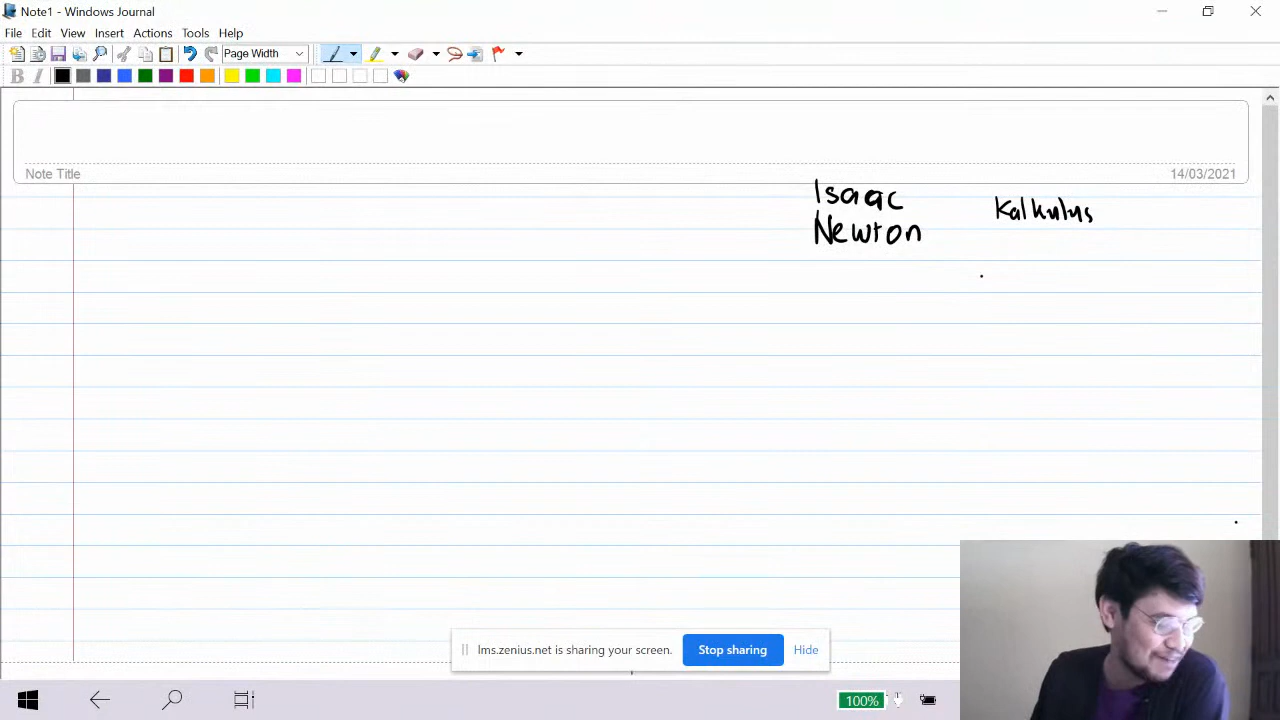 Note1 - Windows Journal
File Edit View Insert Actions Tools Help
Page Width
B I
Note Title
14/03/2021
Isaac
Newton
Kalkulus
lms.zenius.net is sharing your screen.
Stop sharing
Hide
100%